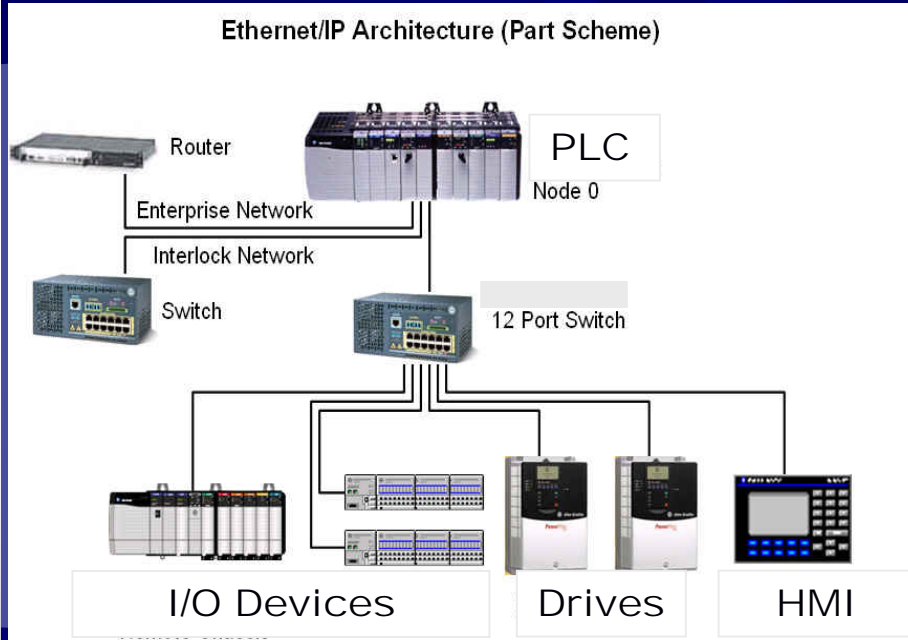 Ethernet/IP Architecture (Part Scheme)
Router
PLC
Node 0
Enterprise Network
Interlock Network
Switch
12 Port Switch
I/O Devices
Drives
HMI